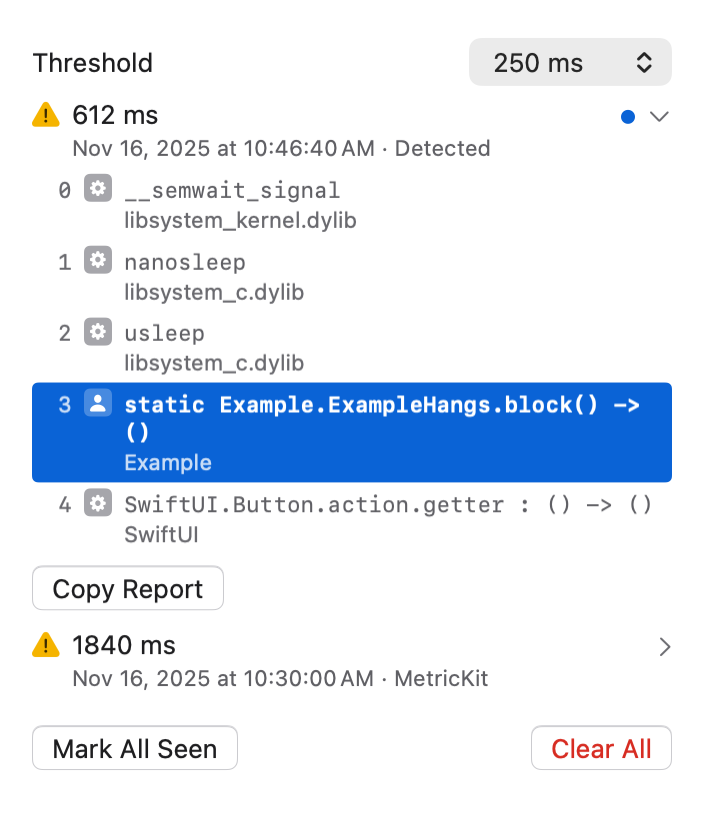 Threshold
250 ms
612 ms
Nov 16, 2025 at 10:46:40 AM · Detected
0 __semwait_signal
libsystem_kernel.dylib
1 nanosleep
libsystem_c.dylib
2 usleep
libsystem_c.dylib
3 static Example.ExampleHangs.block() ->
()
Example
4 SwiftUI.Button.action.getter : () -> ()
SwiftUI
Copy Report
1840 ms
Nov 16, 2025 at 10:30:00 AM · MetricKit
Mark All Seen
Clear All